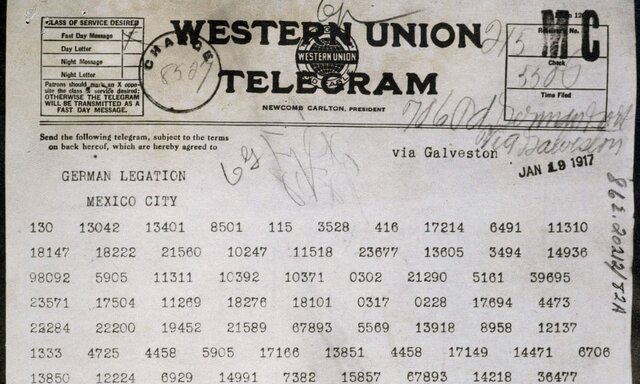 CLASS OF SERVICE DESIRED
Fast Day Message
Day Letter
Night Message
Night Letter
Patrons should mark an X oppo-
site the class of service desired;
OTHERWISE THE TELEGRAM
WILL BE TRANSMITTED AS A
FAST DAY MESSAGE.
CHARGE
WESTERN UNION
WESTERN UNION
TELEGRAM
NEWCOMB CARLTON, PRESIDENT
MC
Check
Time Filed
Send the following telegram, subject to the terms
on back hereof, which are hereby agreed to
via Galveston
JAN 19 1917
GERMAN LEGATION
MEXICO CITY
130 13042 13401 8501 115 3528 416 17214 6491 11310
18147 18222 21560 10247 11518 23677 13605 3494 14936
98092 5905 11311 10392 10371 0302 21290 5161 39695
23571 17504 11269 18276 18101 0317 0228 17694 4473
23284 22200 19452 21589 67893 5569 13918 8958 12137
1333 4725 4458 5905 17166 13851 4458 17149 14471 6706
13850 12224 6929 14991 7382 15857 67893 14218 36477
862.20212/82A